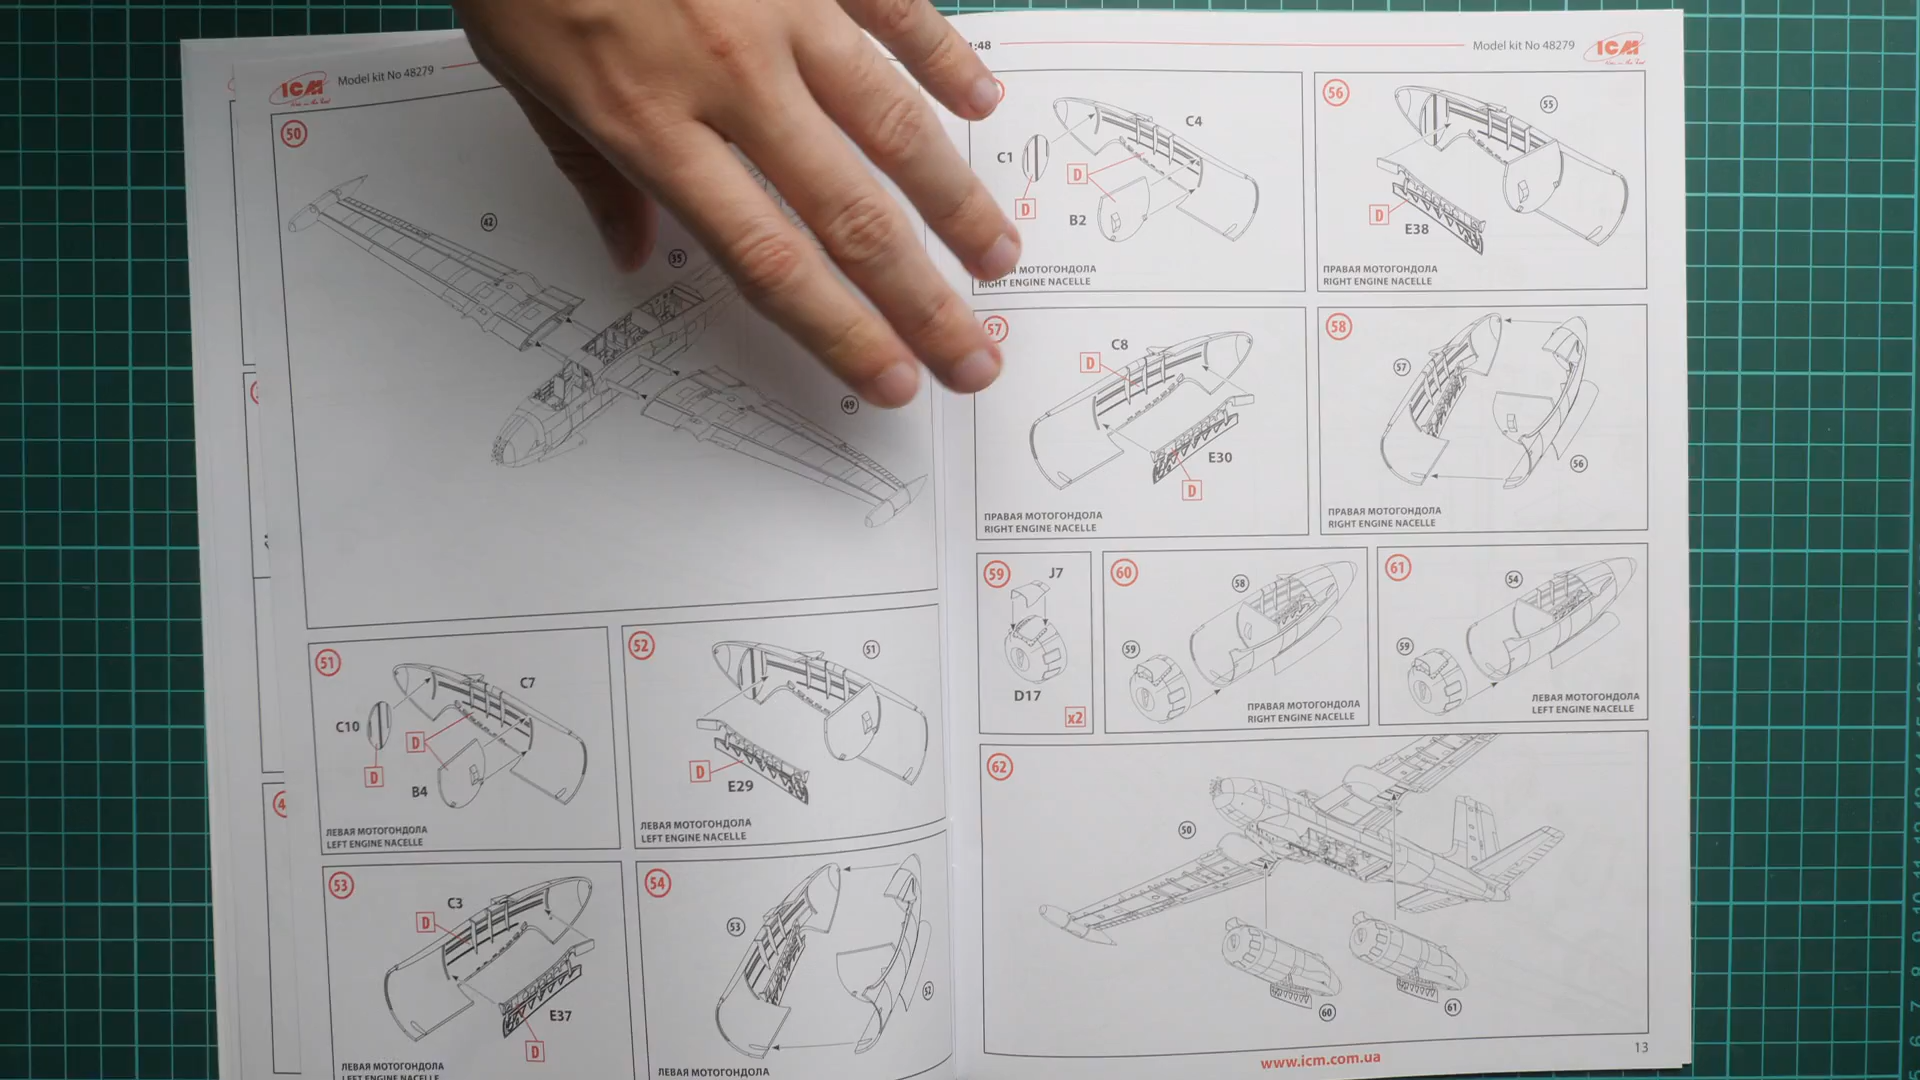 ICM
Model kit No 48279
50
42
35
49
51
C7
C10
D
D
B4
ЛЕВАЯ МОТОГОНДОЛА
LEFT ENGINE NACELLE
52
51
D
E29
ЛЕВАЯ МОТОГОНДОЛА
LEFT ENGINE NACELLE
53
C3
D
E37
D
ЛЕВАЯ МОТОГОНДОЛА
LEFT ENGINE NACELLE
54
53
52
ЛЕВАЯ МОТОГОНДОЛА
1:48
Model kit No 48279
ICM
C4
C1
D
D
B2
МОТОГОНДОЛА
RIGHT ENGINE NACELLE
56
55
D
E38
ПРАВАЯ МОТОГОНДОЛА
RIGHT ENGINE NACELLE
57
C8
D
E30
D
ПРАВАЯ МОТОГОНДОЛА
RIGHT ENGINE NACELLE
58
57
56
ПРАВАЯ МОТОГОНДОЛА
RIGHT ENGINE NACELLE
59
J7
D17
x2
60
58
59
ПРАВАЯ МОТОГОНДОЛА
RIGHT ENGINE NACELLE
61
54
59
ЛЕВАЯ МОТОГОНДОЛА
LEFT ENGINE NACELLE
62
50
60
61
www.icm.com.ua
13